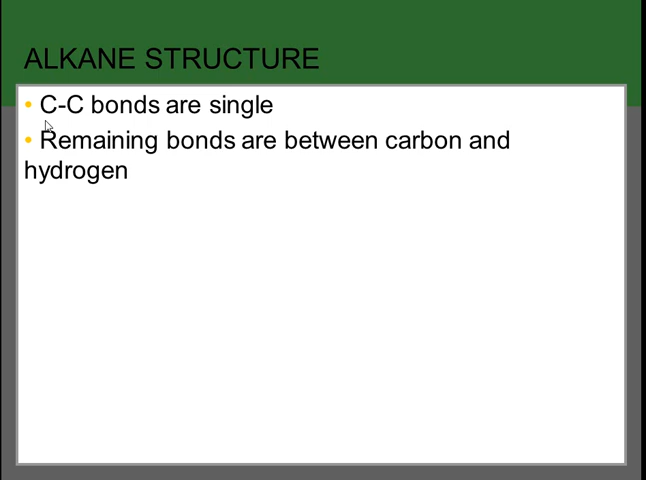 ALKANE STRUCTURE
• C-C bonds are single
• Remaining bonds are between carbon and
hydrogen